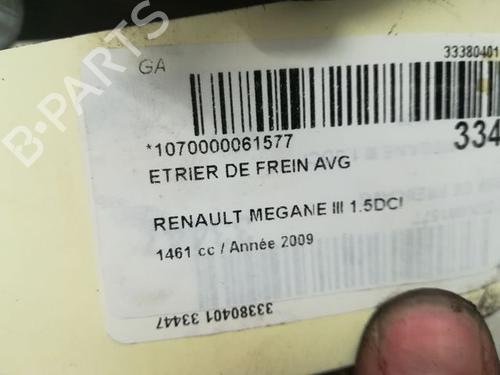 GA
33380401
*1070000061577
334
ETRIER DE FREIN AVG
RENAULT MEGANE III 1.5DCI
1461 cc / Année 2009
33380401 33447
B-PARTS